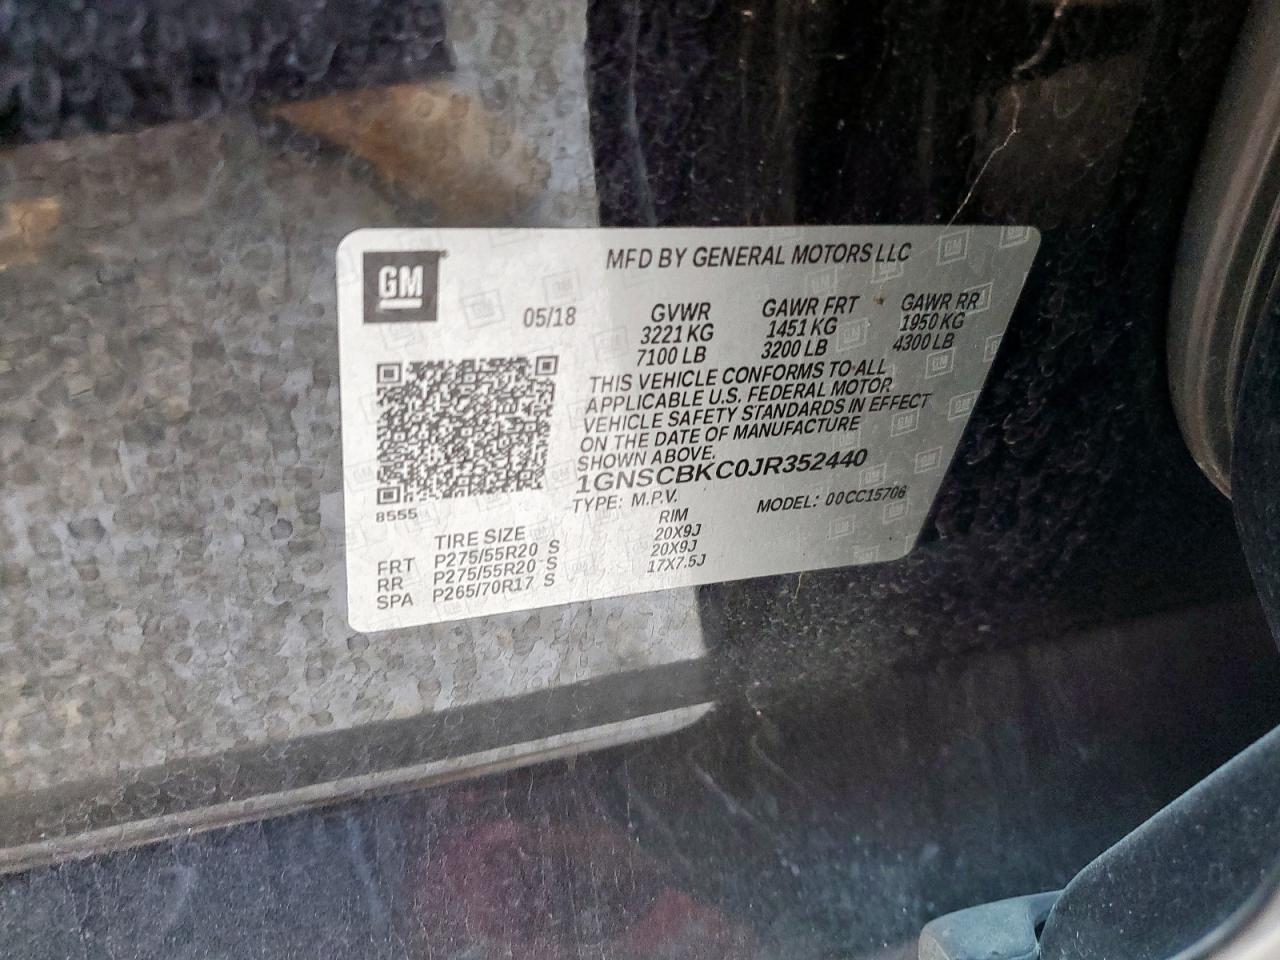 GM
MFD BY GENERAL MOTORS LLC
05/18
GVWR GAWR FRT GAWR RR
3221 KG 1451 KG 1950 KG
7100 LB 3200 LB 4300 LB
THIS VEHICLE CONFORMS TO ALL
APPLICABLE U.S. FEDERAL MOTOR
VEHICLE SAFETY STANDARDS IN EFFECT
ON THE DATE OF MANUFACTURE
SHOWN ABOVE.
1GNSCBKC0JR352440
8555
TYPE: M.P.V. MODEL: 00CC15706
TIRE SIZE RIM
FRT P275/55R20 S 20X9J
RR P275/55R20 S 20X9J
SPA P265/70R17 S 17X7.5J